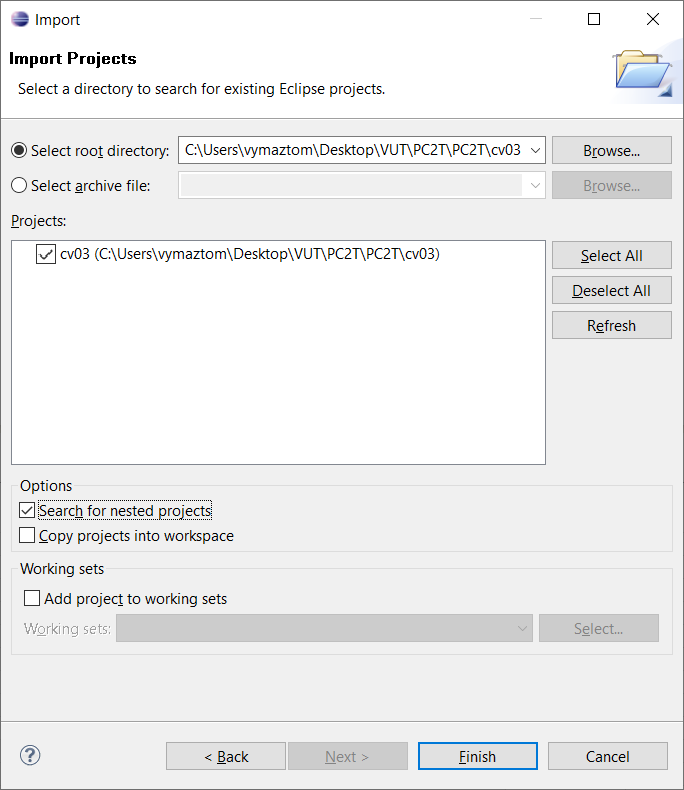 Import
Import Projects
Select a directory to search for existing Eclipse projects.
Select root directory: C:\Users\vymaztom\Desktop\VUT\PC2T\PC2T\cv03 Browse...
Select archive file: Browse...
Projects:
cv03 (C:\Users\vymaztom\Desktop\VUT\PC2T\PC2T\cv03)
Select All
Deselect All
Refresh
Options
Search for nested projects
Copy projects into workspace
Working sets
Add project to working sets
Working sets: Select...
? < Back Next > Finish Cancel